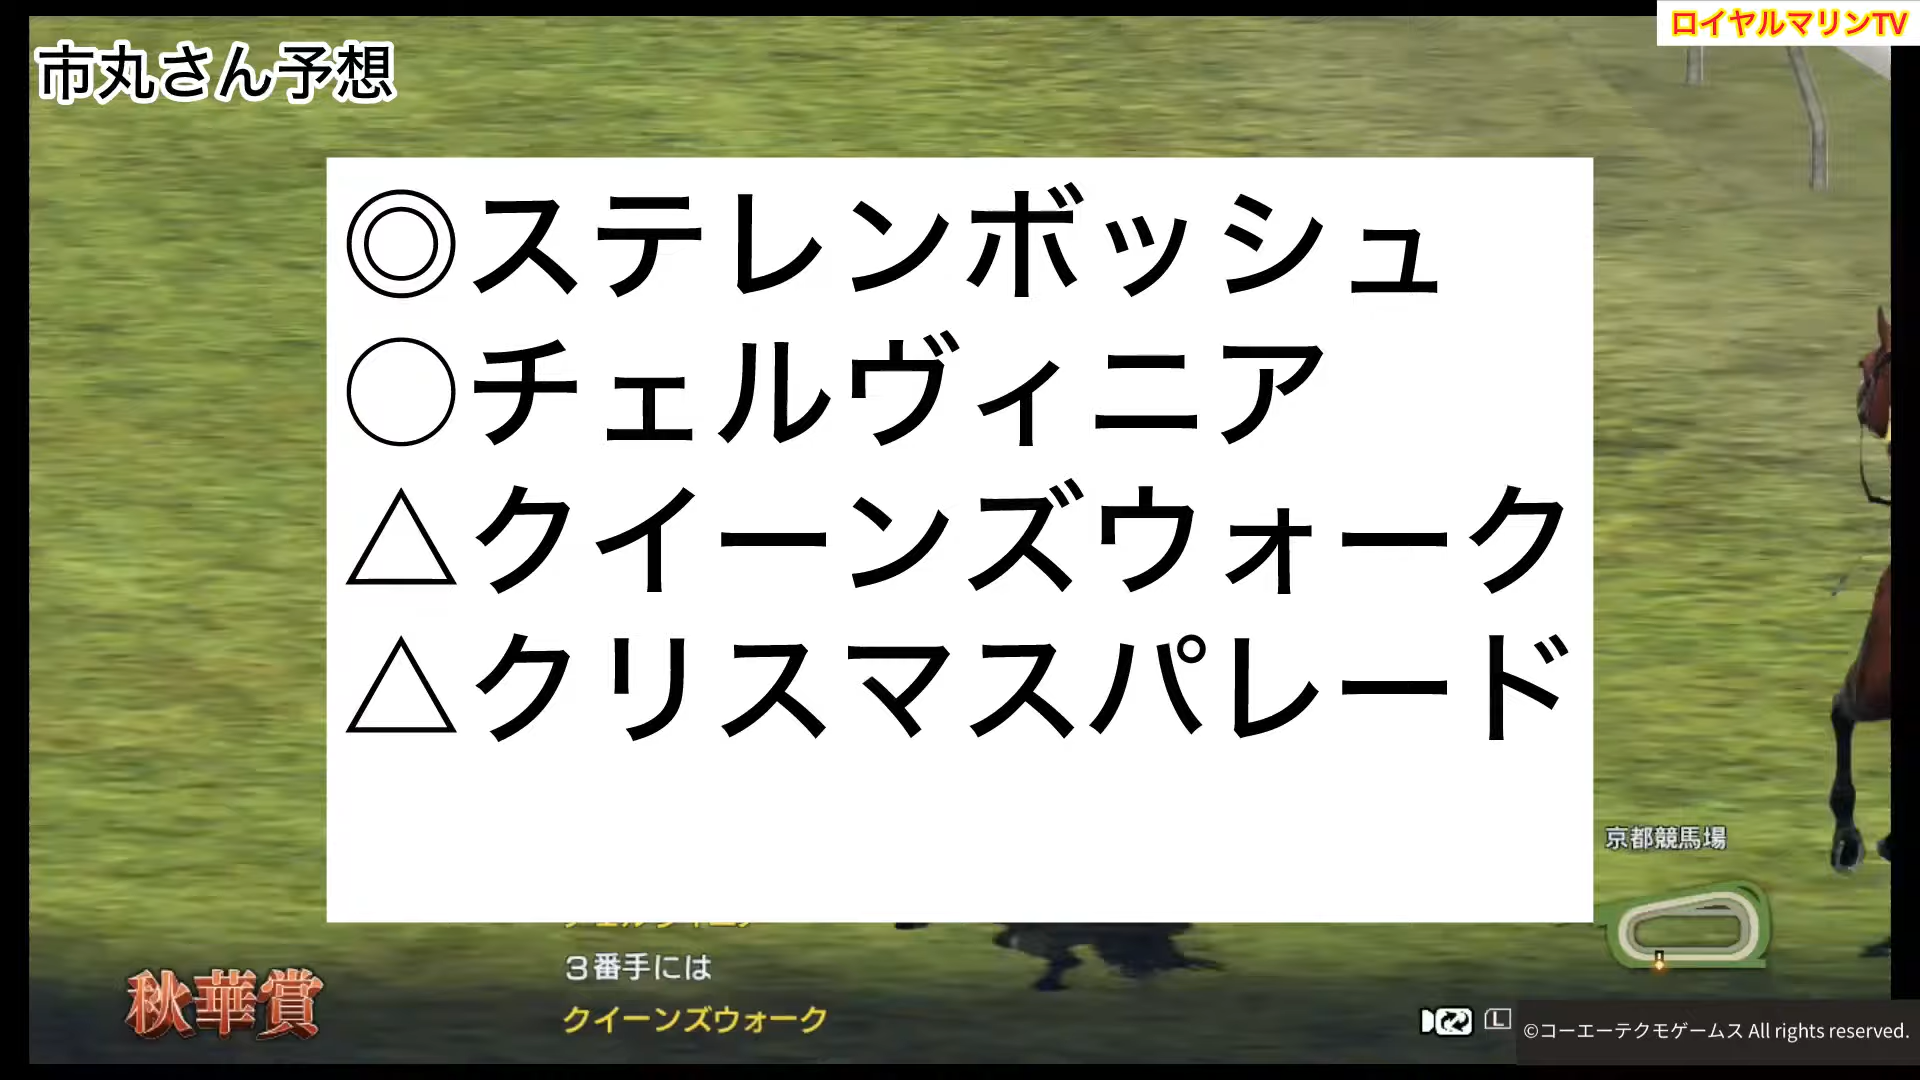 ロイヤルマリンTV
市丸さん予想
◎ステレンボッシュ
○チェルヴィニア
△クイーンズウォーク
△クリスマスパレード
京都競馬場
3番手には
クイーンズウォーク
秋華賞
L
©コーエーテクモゲームス All rights reserved.